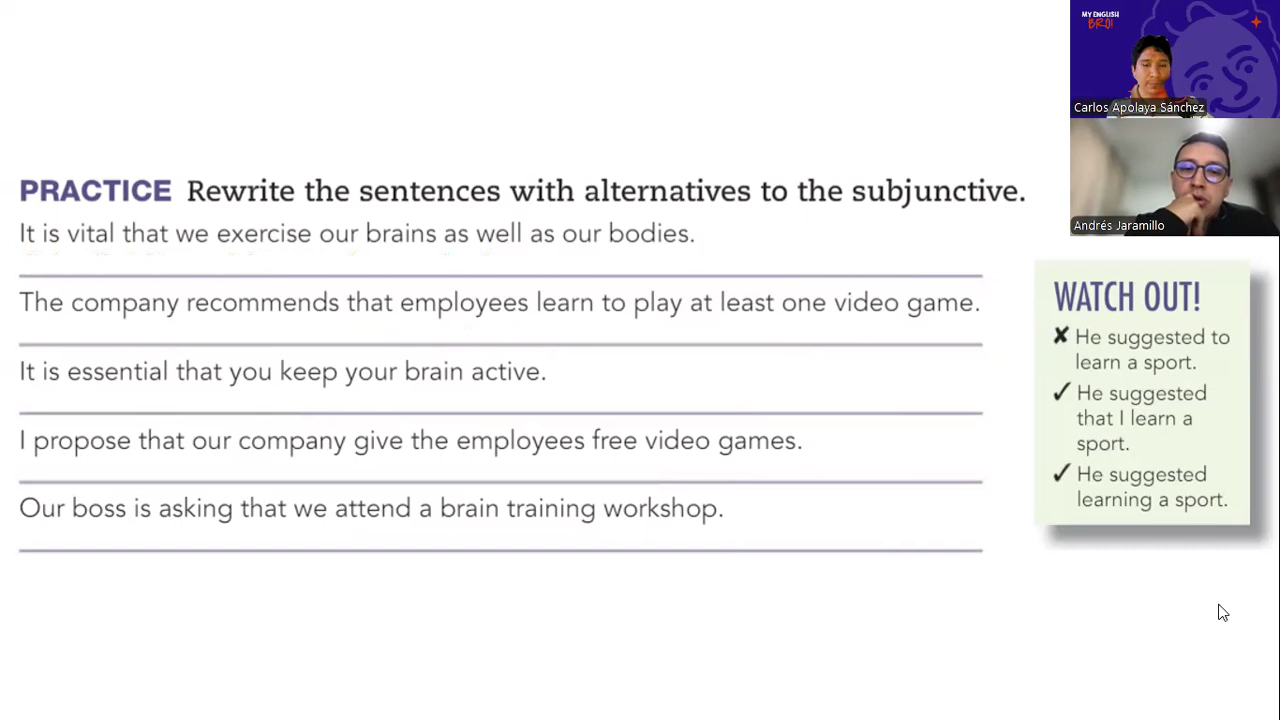 PRACTICE Rewrite the sentences with alternatives to the subjunctive.
It is vital that we exercise our brains as well as our bodies.
The company recommends that employees learn to play at least one video game.
It is essential that you keep your brain active.
I propose that our company give the employees free video games.
Our boss is asking that we attend a brain training workshop.
MY ENGLISH
BRO!
Carlos Apolaya Sánchez
Andrés Jaramillo
WATCH OUT!
✘ He suggested to
learn a sport.
✓ He suggested
that I learn a
sport.
✓ He suggested
learning a sport.